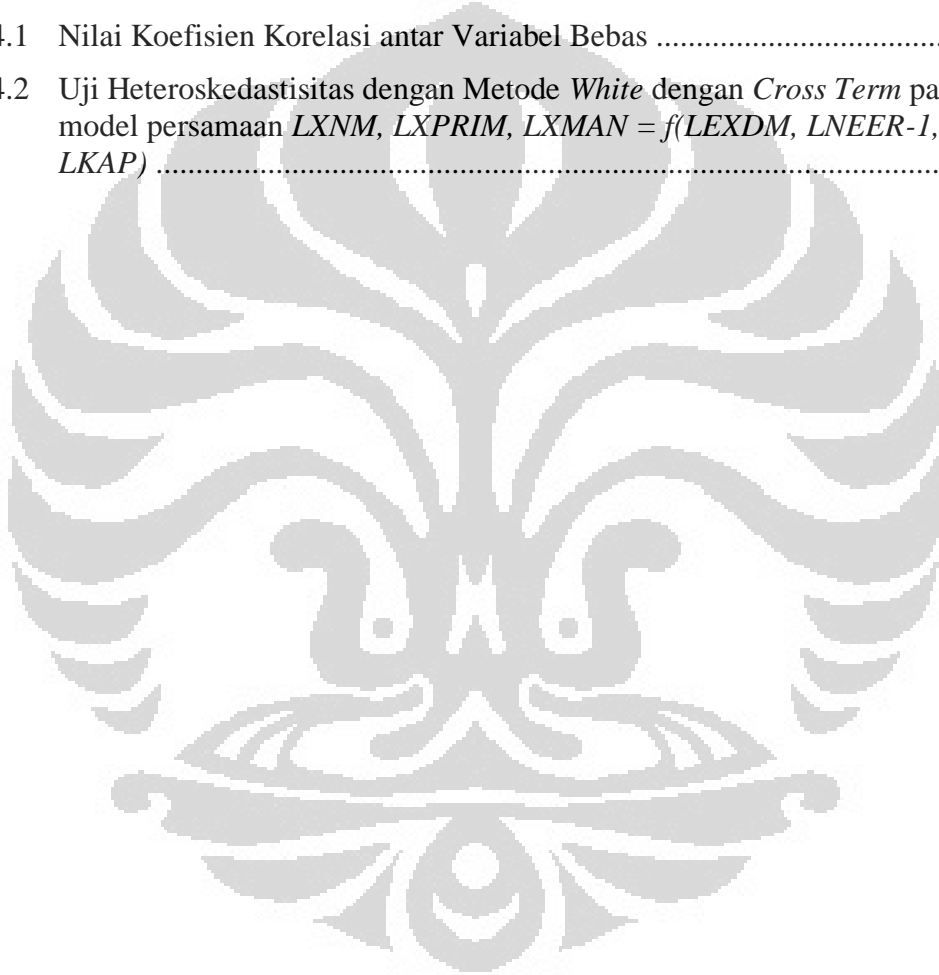 4.1 Nilai Koefisien Korelasi antar Variabel Bebas ..................................
4.2 Uji Heteroskedastisitas dengan Metode White dengan Cross Term pa
model persamaan LXNM, LXPRIM, LXMAN = f(LEXDM, LNEER-1,
LKAP) ...............................................................................................